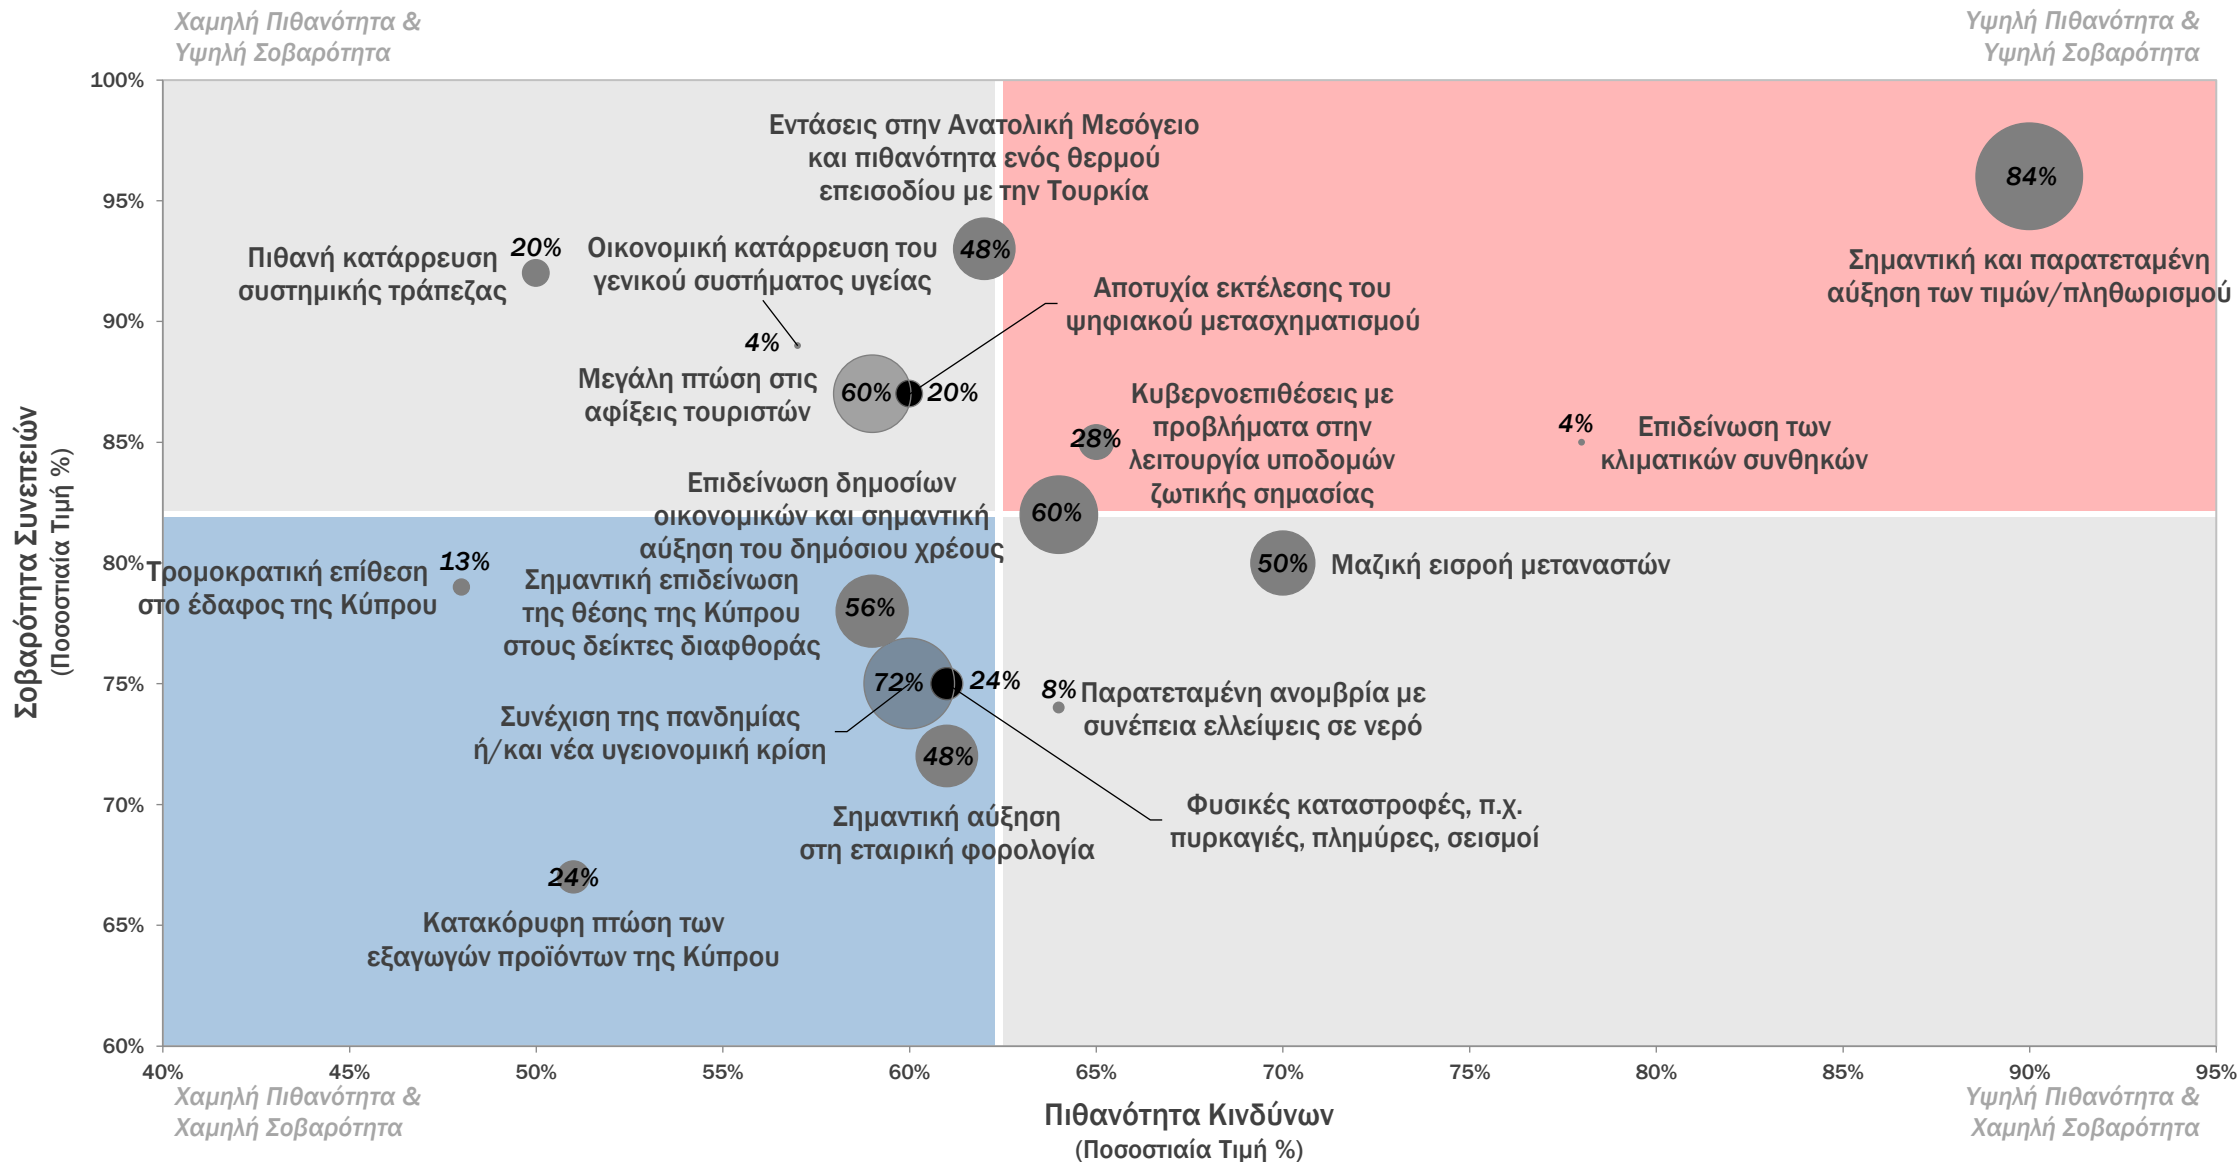 Χαμηλή Πιθανότητα &
Υψηλή Σοβαρότητα
Υψηλή Πιθανότητα &
Υψηλή Σοβαρότητα
100%
95%
90%
85%
80%
75%
70%
65%
60%
Σοβαρότητα Συνεπειών
(Ποσοστιαία Τιμή %)
Εντάσεις στην Ανατολική Μεσόγειο
και πιθανότητα ενός θερμού
επεισοδίου με την Τουρκία
48%
84%
Σημαντική και παρατεταμένη
αύξηση των τιμών/πληθωρισμού
Πιθανή κατάρρευση
συστημικής τράπεζας
20%
Οικονομική κατάρρευση του
γενικού συστήματος υγείας
4%
Αποτυχία εκτέλεσης του
ψηφιακού μετασχηματισμού
20%
Μεγάλη πτώση στις
αφίξεις τουριστών
60%
Κυβερνοεπιθέσεις με
προβλήματα στην
λειτουργία υποδομών
ζωτικής σημασίας
28%
4%
Επιδείνωση των
κλιματικών συνθηκών
Επιδείνωση δημοσίων
οικονομικών και σημαντική
αύξηση του δημόσιου χρέους
60%
50%
Μαζική εισροή μεταναστών
Τρομοκρατική επίθεση
στο έδαφος της Κύπρου
13%
Σημαντική επιδείνωση
της θέσης της Κύπρου
στους δείκτες διαφθοράς
56%
72%
24%
8%
Παρατεταμένη ανομβρία με
συνέπεια ελλείψεις σε νερό
Συνέχιση της πανδημίας
ή/και νέα υγειονομική κρίση
48%
Σημαντική αύξηση
στη εταιρική φορολογία
Φυσικές καταστροφές, π.χ.
πυρκαγιές, πλημύρες, σεισμοί
24%
Κατακόρυφη πτώση των
εξαγωγών προϊόντων της Κύπρου
40%
45%
50%
55%
60%
65%
70%
75%
80%
85%
90%
95%
Χαμηλή Πιθανότητα &
Χαμηλή Σοβαρότητα
Πιθανότητα Κινδύνων
(Ποσοστιαία Τιμή %)
Υψηλή Πιθανότητα &
Χαμηλή Σοβαρότητα